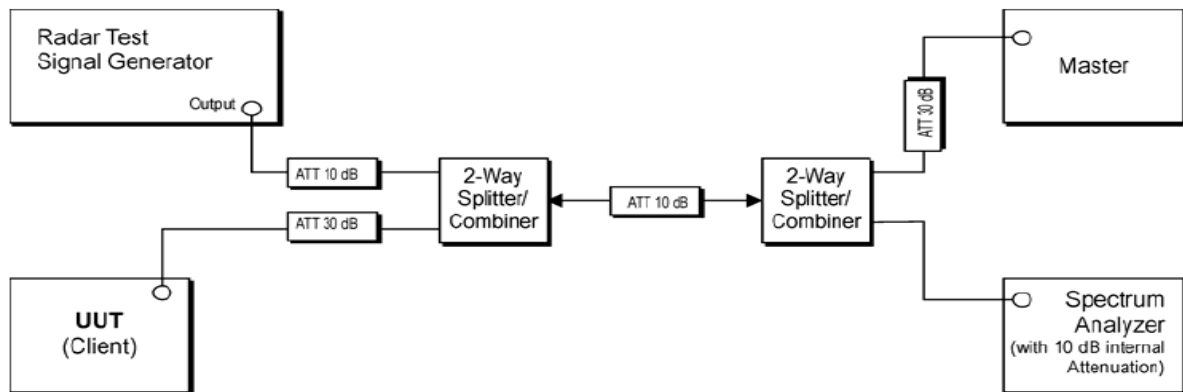 Radar Test
Signal Generator
Output
ATT 10 dB
ATT 30 dB
UUT
(Client)
2-Way
Splitter/
Combiner
ATT 10 dB
2-Way
Splitter/
Combiner
ATT 30 dB
Master
Spectrum
Analyzer
(with 10 dB internal
Attenuation)